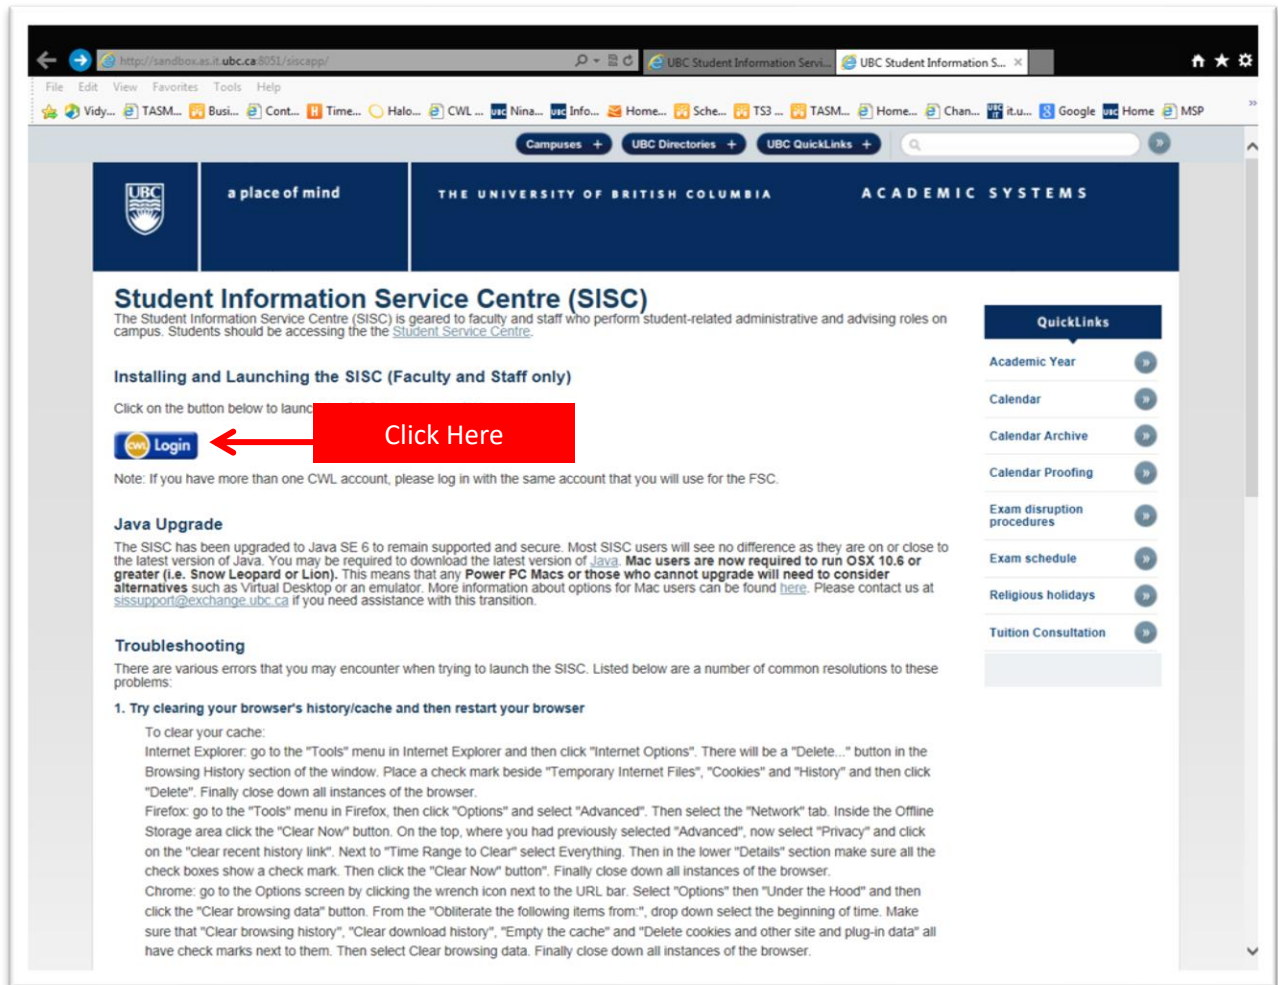 http://sandbox.as.it.ubc.ca:8051/siscapp/
UBC Student Information Servi...
UBC Student Information S...
File Edit View Favorites Tools Help
Vidy... TASM... Busi... Cont... Time... Halo... CWL ... Nina... Info... Home... Sche... TS3 ... TASM... Home... Chan... it.u... Google Home MSP
Campuses +
UBC Directories +
UBC QuickLinks +
UBC
a place of mind
THE UNIVERSITY OF BRITISH COLUMBIA
ACADEMIC SYSTEMS
Student Information Service Centre (SISC)
The Student Information Service Centre (SISC) is geared to faculty and staff who perform student-related administrative and advising roles on
campus. Students should be accessing the the Student Service Centre.
Installing and Launching the SISC (Faculty and Staff only)
Click on the button below to launc
CWL Login
Click Here
Note: If you have more than one CWL account, please log in with the same account that you will use for the FSC.
Java Upgrade
The SISC has been upgraded to Java SE 6 to remain supported and secure. Most SISC users will see no difference as they are on or close to
the latest version of Java. You may be required to download the latest version of Java. Mac users are now required to run OSX 10.6 or
greater (i.e. Snow Leopard or Lion). This means that any Power PC Macs or those who cannot upgrade will need to consider
alternatives such as Virtual Desktop or an emulator. More information about options for Mac users can be found here. Please contact us at
sissupport@exchange.ubc.ca if you need assistance with this transition.
Troubleshooting
There are various errors that you may encounter when trying to launch the SISC. Listed below are a number of common resolutions to these
problems:
1. Try clearing your browser's history/cache and then restart your browser
To clear your cache:
Internet Explorer: go to the "Tools" menu in Internet Explorer and then click "Internet Options". There will be a "Delete..." button in the
Browsing History section of the window. Place a check mark beside "Temporary Internet Files", "Cookies" and "History" and then click
"Delete". Finally close down all instances of the browser.
Firefox: go to the "Tools" menu in Firefox, then click "Options" and select "Advanced". Then select the "Network" tab. Inside the Offline
Storage area click the "Clear Now" button. On the top, where you had previously selected "Advanced", now select "Privacy" and click
on the "clear recent history link". Next to "Time Range to Clear" select Everything. Then in the lower "Details" section make sure all the
check boxes show a check mark. Then click the "Clear Now" button". Finally close down all instances of the browser.
Chrome: go to the Options screen by clicking the wrench icon next to the URL bar. Select "Options" then "Under the Hood" and then
click the "Clear browsing data" button. From the "Obliterate the following items from:", drop down select the beginning of time. Make
sure that "Clear browsing history", "Clear download history", "Empty the cache" and "Delete cookies and other site and plug-in data" all
have check marks next to them. Then select Clear browsing data. Finally close down all instances of the browser.
QuickLinks
Academic Year
Calendar
Calendar Archive
Calendar Proofing
Exam disruption
procedures
Exam schedule
Religious holidays
Tuition Consultation